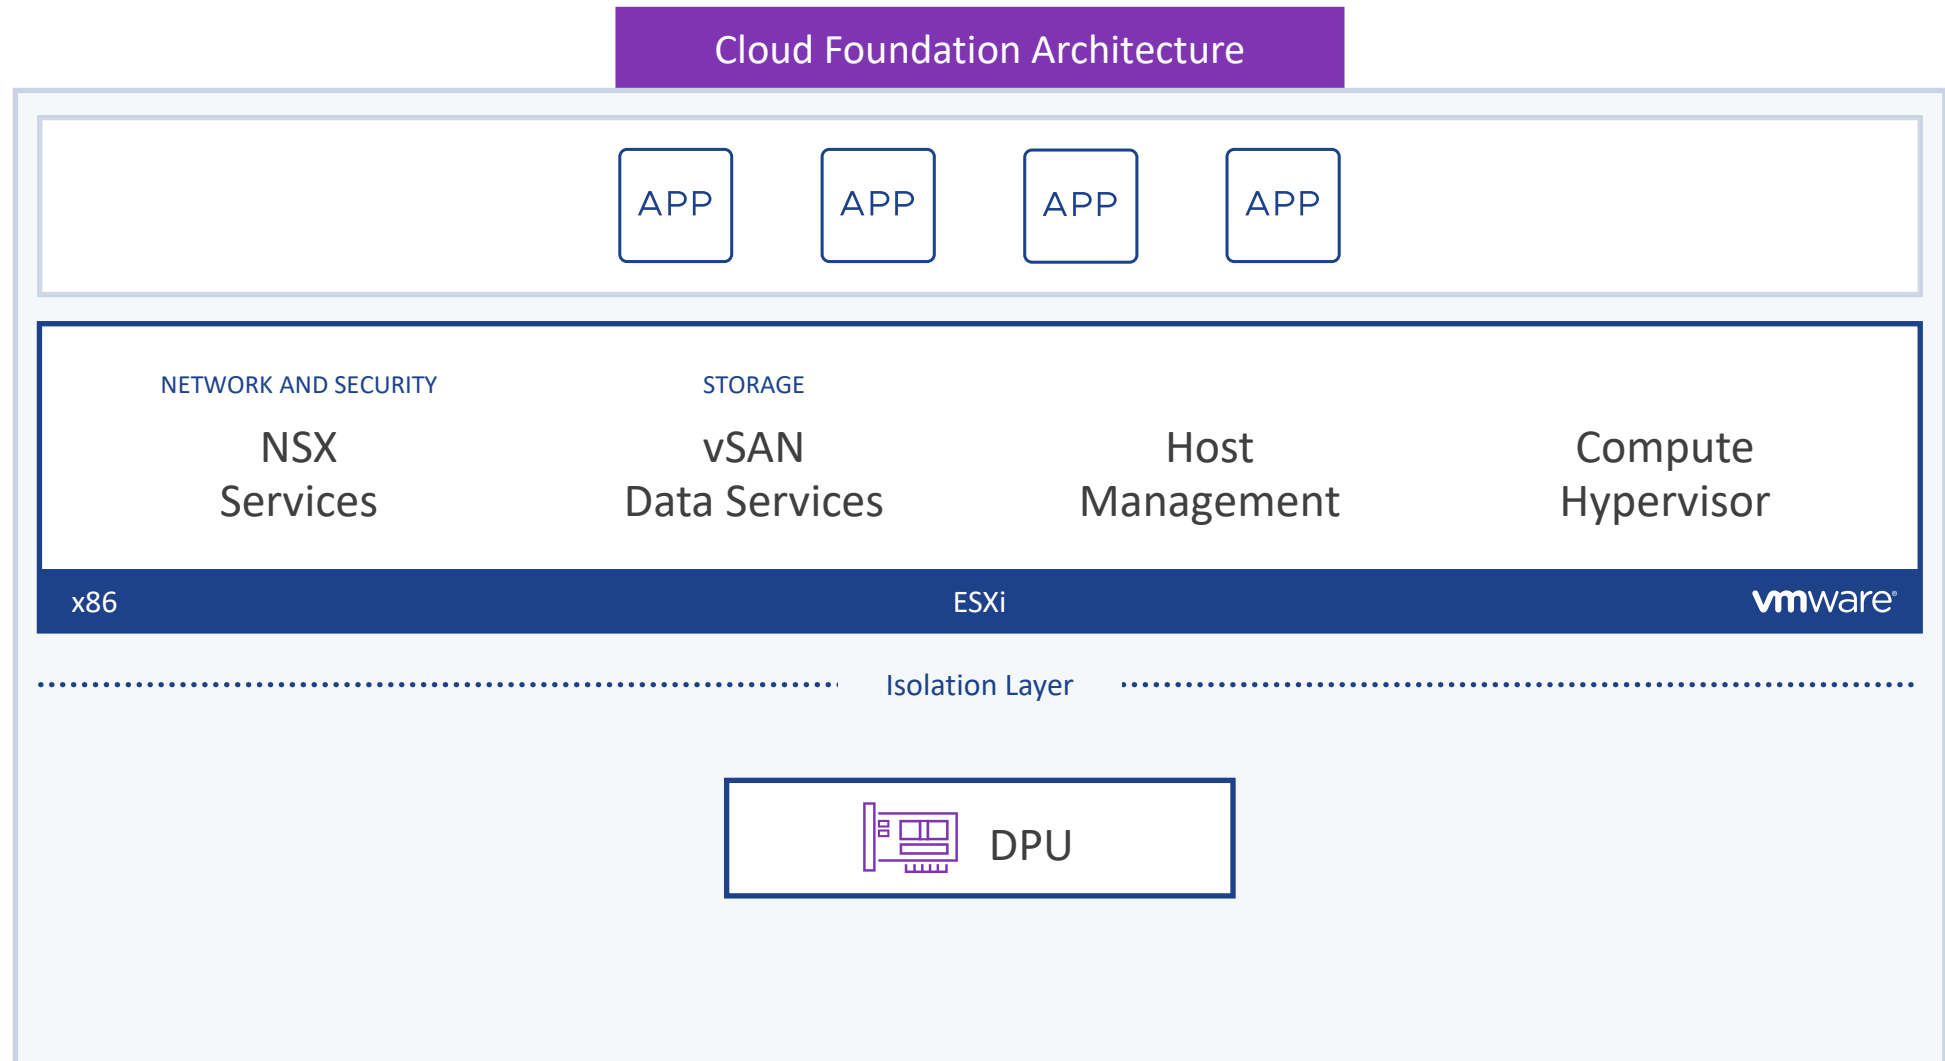 Cloud Foundation Architecture
APP APP APP APP
NETWORK AND SECURITY
NSX
Services
STORAGE
vSAN
Data Services
Host
Management
Compute
Hypervisor
x86 ESXi vmware®
Isolation Layer
DPU